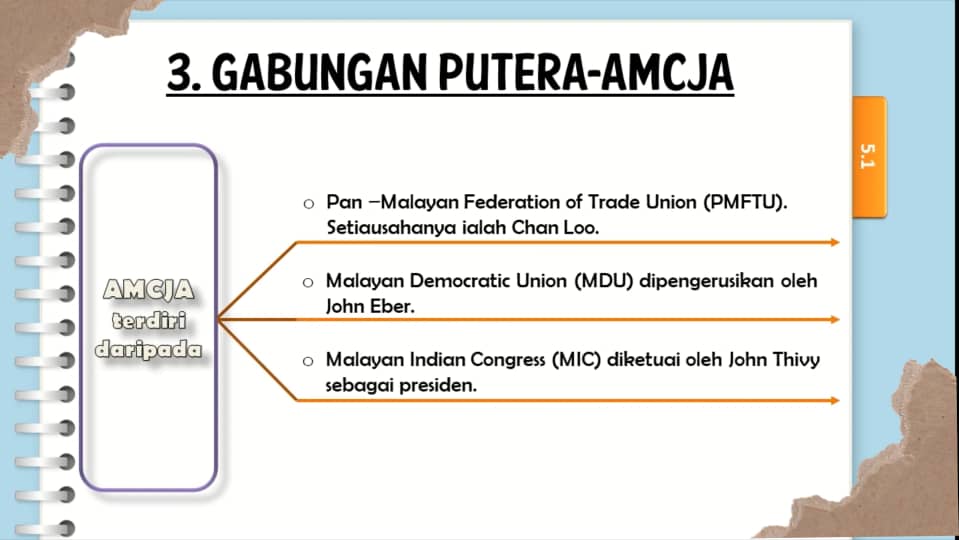 3. GABUNGAN PUTERA-AMCJA
5.1
AMCJA
terdiri
daripada
○ Pan –Malayan Federation of Trade Union (PMFTU).
Setiausahanya ialah Chan Loo.
○ Malayan Democratic Union (MDU) dipengerusikan oleh
John Eber.
○ Malayan Indian Congress (MIC) diketuai oleh John Thivy
sebagai presiden.